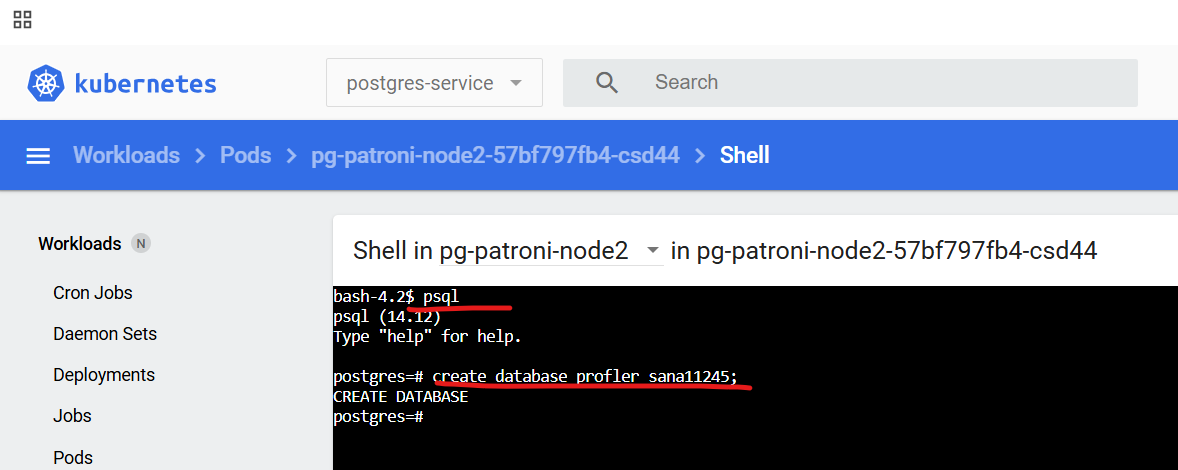 kubernetes
postgres-service
Search
Workloads > Pods > pg-patroni-node2-57bf797fb4-csd44 > Shell
Workloads N
Cron Jobs
Daemon Sets
Deployments
Jobs
Pods
Shell in pg-patroni-node2 in pg-patroni-node2-57bf797fb4-csd44
bash-4.2$ psql
psql (14.12)
Type "help" for help.
postgres=# create database profler_sana11245;
CREATE DATABASE
postgres=#